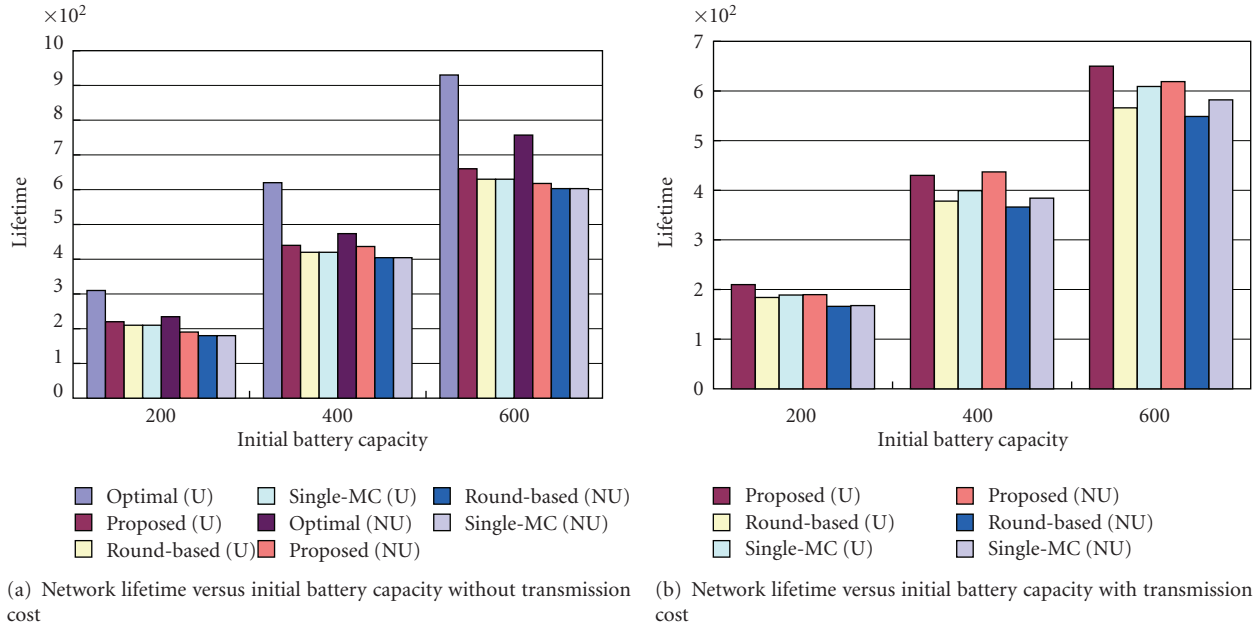 ×10²
10
9
8
7
6
5
4
3
2
1
0
Lifetime
200 400 600
Initial battery capacity
Optimal (U) Single-MC (U) Round-based (NU)
Proposed (U) Optimal (NU) Single-MC (NU)
Round-based (U) Proposed (NU)
(a) Network lifetime versus initial battery capacity without transmission
cost
×10²
7
6
5
4
3
2
1
0
Lifetime
200 400 600
Initial battery capacity
Proposed (U) Proposed (NU)
Round-based (U) Round-based (NU)
Single-MC (U) Single-MC (NU)
(b) Network lifetime versus initial battery capacity with transmission
cost